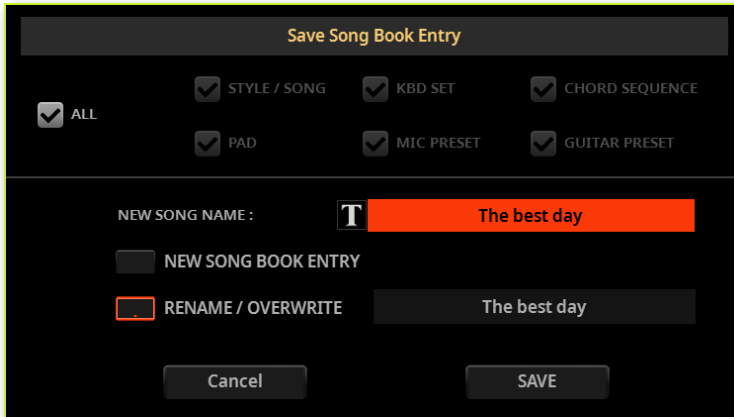 Save Song Book Entry
STYLE / SONG KBD SET CHORD SEQUENCE
ALL
PAD MIC PRESET GUITAR PRESET
NEW SONG NAME : T The best day
NEW SONG BOOK ENTRY
RENAME / OVERWRITE The best day
Cancel SAVE